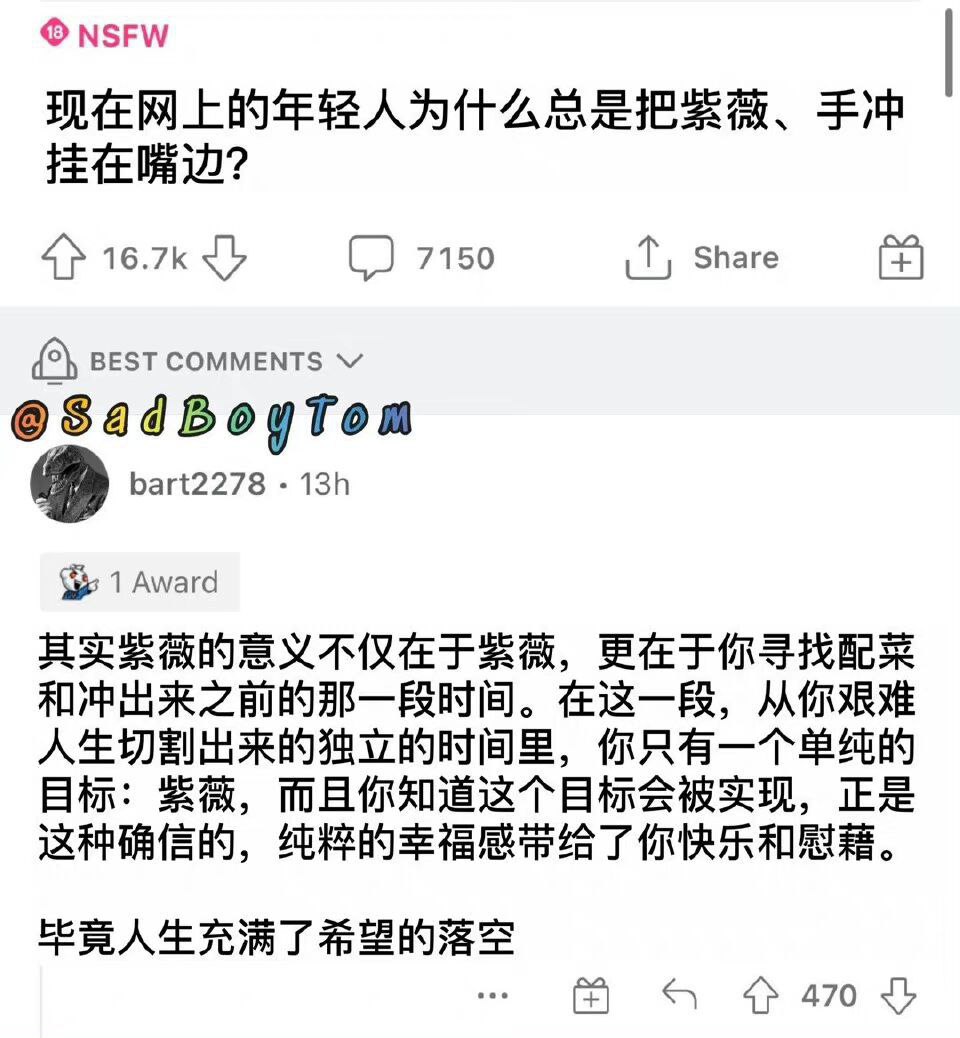 18 NSFW
现在网上的年轻人为什么总是把紫薇、手冲
挂在嘴边?
16.7k 7150 Share
BEST COMMENTS
@SadBoyTom
bart2278 • 13h
1 Award
其实紫薇的意义不仅在于紫薇，更在于你寻找配菜
和冲出来之前的那一段时间。在这一段，从你艰难
人生切割出来的独立的时间里，你只有一个单纯的
目标：紫薇，而且你知道这个目标会被实现，正是
这种确信的，纯粹的幸福感带给了你快乐和慰藉。
毕竟人生充满了希望的落空
... 470